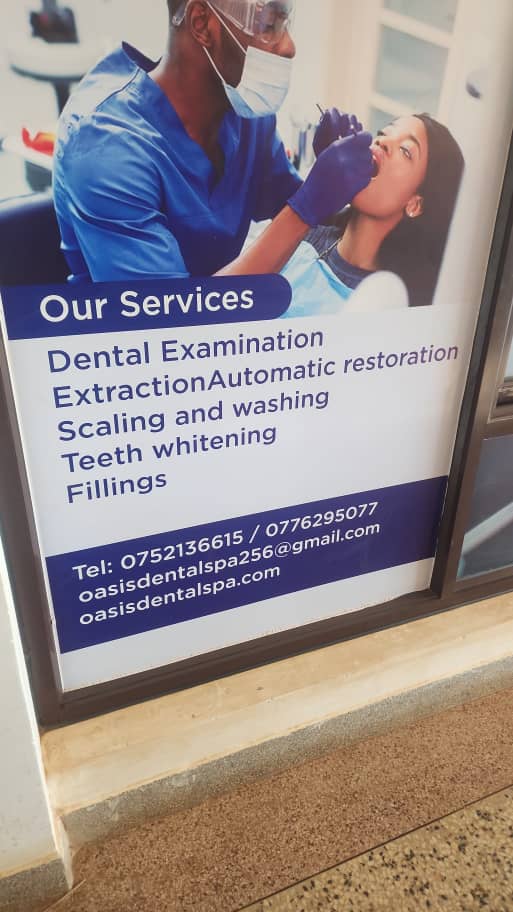 Our Services
Dental Examination
ExtractionAutomatic restoration
Scaling and washing
Teeth whitening
Fillings
Tel: 0752136615 / 0776295077
oasisdentalspa256@gmail.com
oasisdentalspa.com